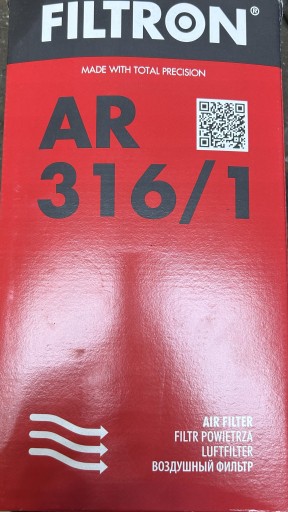 FILTRON®
MADE WITH TOTAL PRECISION
AR
316/1
AIR FILTER
FILTR POWIETRZA
LUFTFILTER
ВОЗДУШНЫЙ ФИЛЬТР